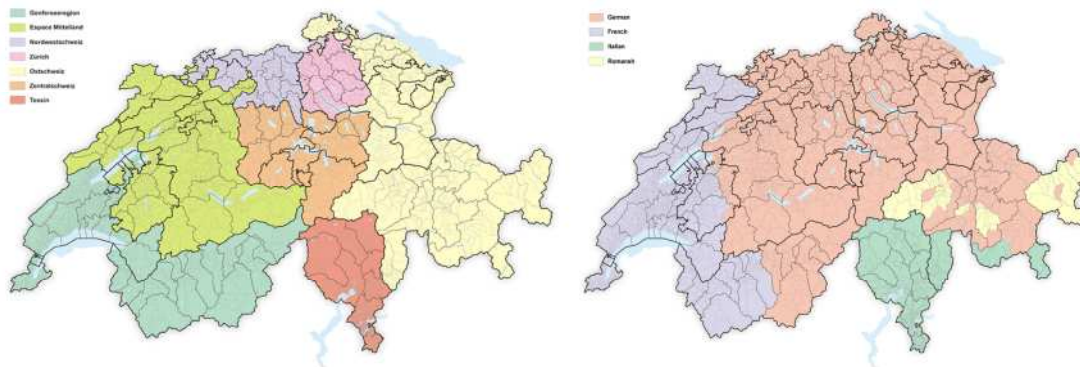 Genferseeregion
Espace Mittelland
Nordwestschweiz
Zürich
Ostschweiz
Zentralschweiz
Tessin
German
French
Italian
Romansh